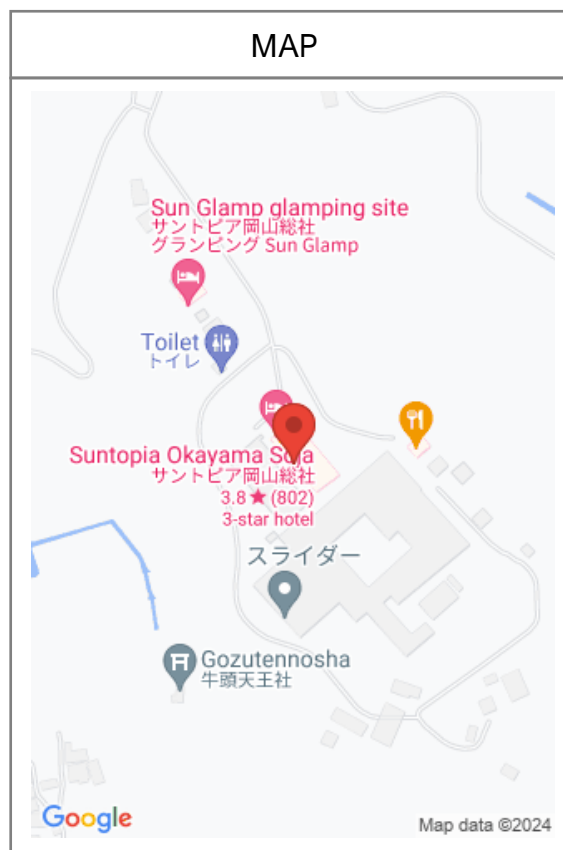 MAP
Sun Glamp glamping site
サントピア岡山総社
グランピング Sun Glamp
Toilet
トイレ
Suntopia Okayama Soja
サントピア岡山総社
3.8★(802)
3-star hotel
スライダー
Gozutennosha
牛頭天王社
Google
Map data ©2024